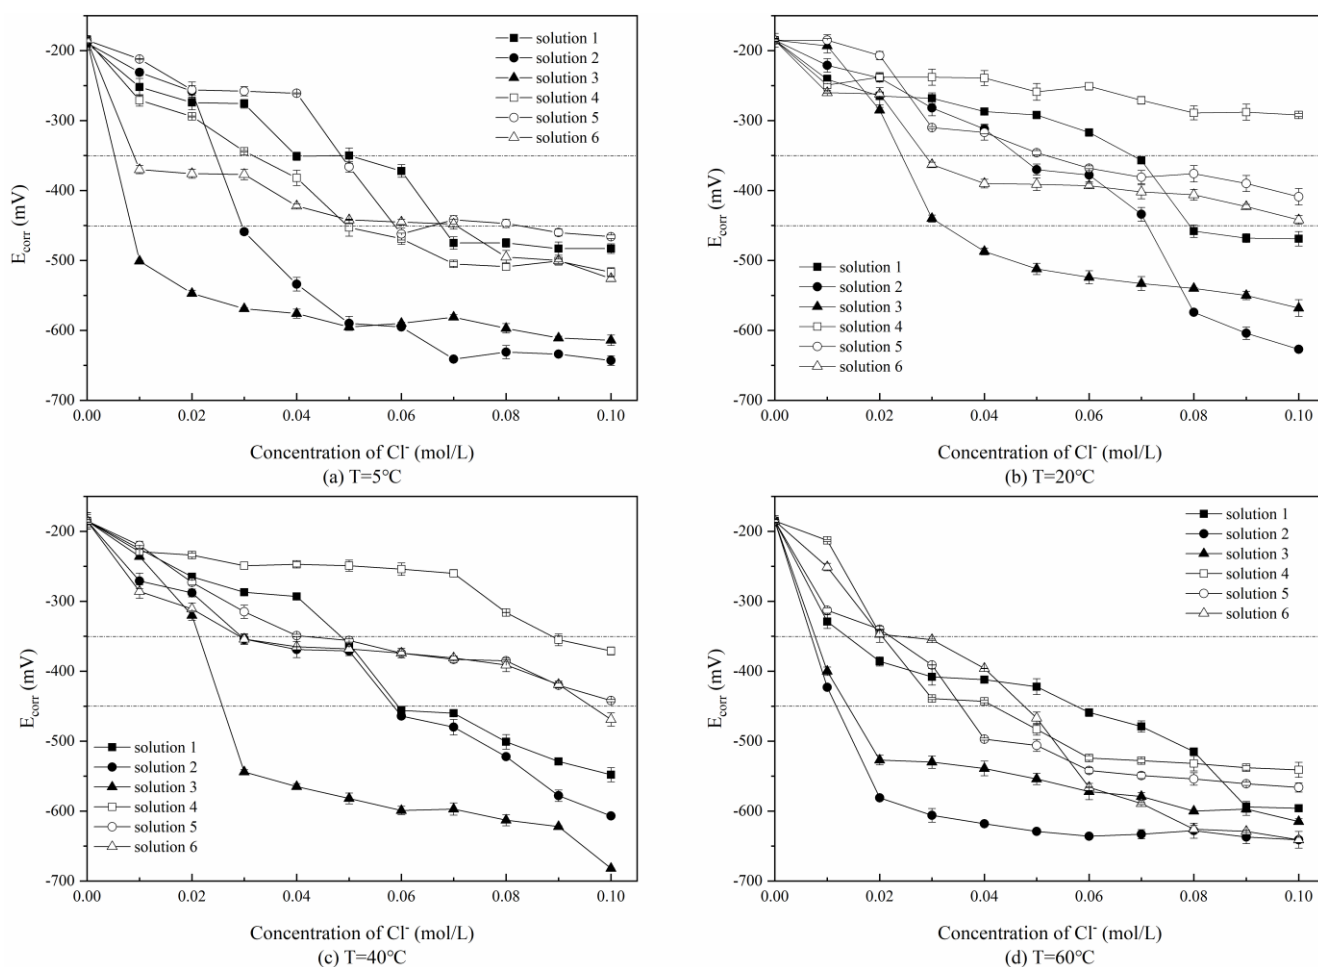 -200
-300
-400
-500
-600
-700
E_corr (mV)
0.00 0.02 0.04 0.06 0.08 0.10
Concentration of Cl⁻ (mol/L)
solution 1
solution 2
solution 3
solution 4
solution 5
solution 6
(a) T=5℃
-200
-300
-400
-500
-600
-700
E_corr (mV)
0.00 0.02 0.04 0.06 0.08 0.10
Concentration of Cl⁻ (mol/L)
solution 1
solution 2
solution 3
solution 4
solution 5
solution 6
(b) T=20℃
-200
-300
-400
-500
-600
-700
E_corr (mV)
0.00 0.02 0.04 0.06 0.08 0.10
Concentration of Cl⁻ (mol/L)
solution 1
solution 2
solution 3
solution 4
solution 5
solution 6
(c) T=40℃
-200
-300
-400
-500
-600
-700
E_corr (mV)
0.00 0.02 0.04 0.06 0.08 0.10
Concentration of Cl⁻ (mol/L)
solution 1
solution 2
solution 3
solution 4
solution 5
solution 6
(d) T=60℃